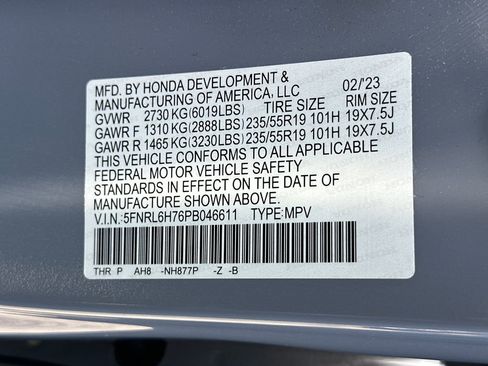 MFD. BY HONDA DEVELOPMENT &
MANUFACTURING OF AMERICA, LLC 02/'23
GVWR 2730 KG(6019LBS) TIRE SIZE RIM SIZE
GAWR F 1310 KG(2888LBS) 235/55R19 101H 19X7.5J
GAWR R 1465 KG(3230LBS) 235/55R19 101H 19X7.5J
THIS VEHICLE CONFORMS TO ALL APPLICABLE
FEDERAL MOTOR VEHICLE SAFETY
STANDARDS IN EFFECT ON THE DATE OF
MANUFACTURE SHOWN ABOVE.
V.I.N.:5FNRL6H76PB046611 TYPE:MPV
THR P AH8 -NH877P -Z -B